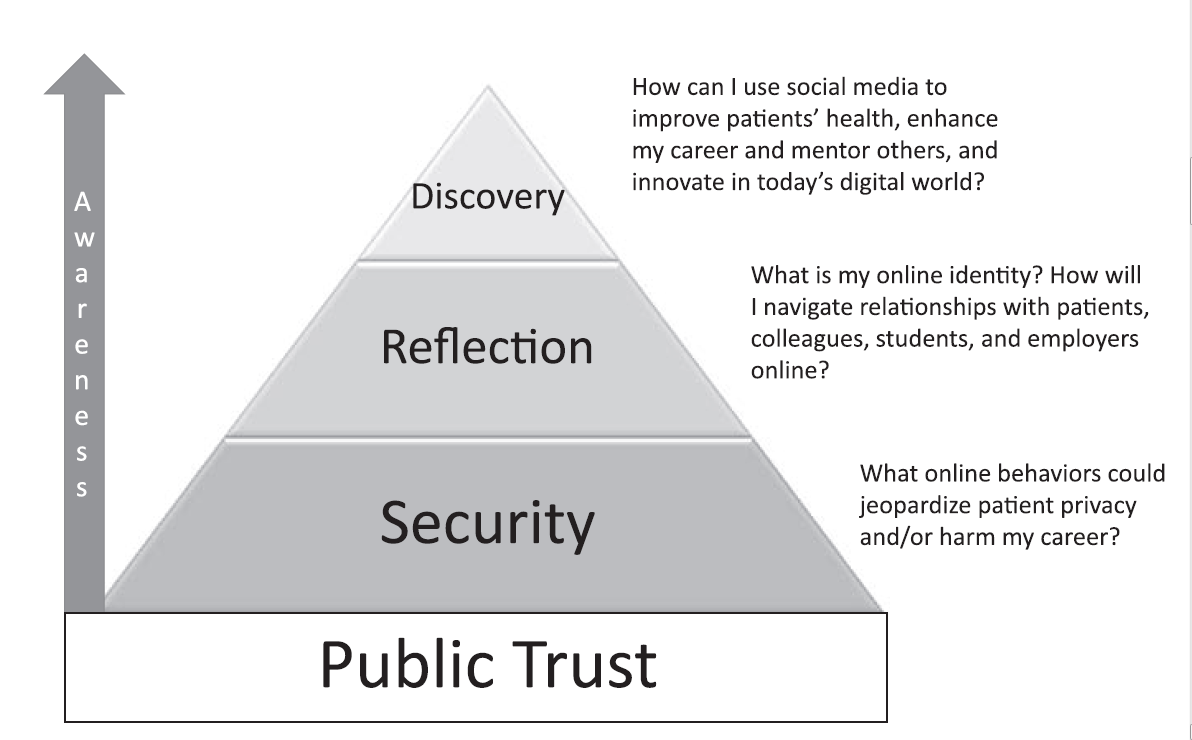 Awareness
How can I use social media to
improve patients’ health, enhance
my career and mentor others, and
innovate in today’s digital world?
Discovery
What is my online identity? How will
I navigate relationships with patients,
colleagues, students, and employers
online?
Reflection
What online behaviors could
jeopardize patient privacy
and/or harm my career?
Security
Public Trust